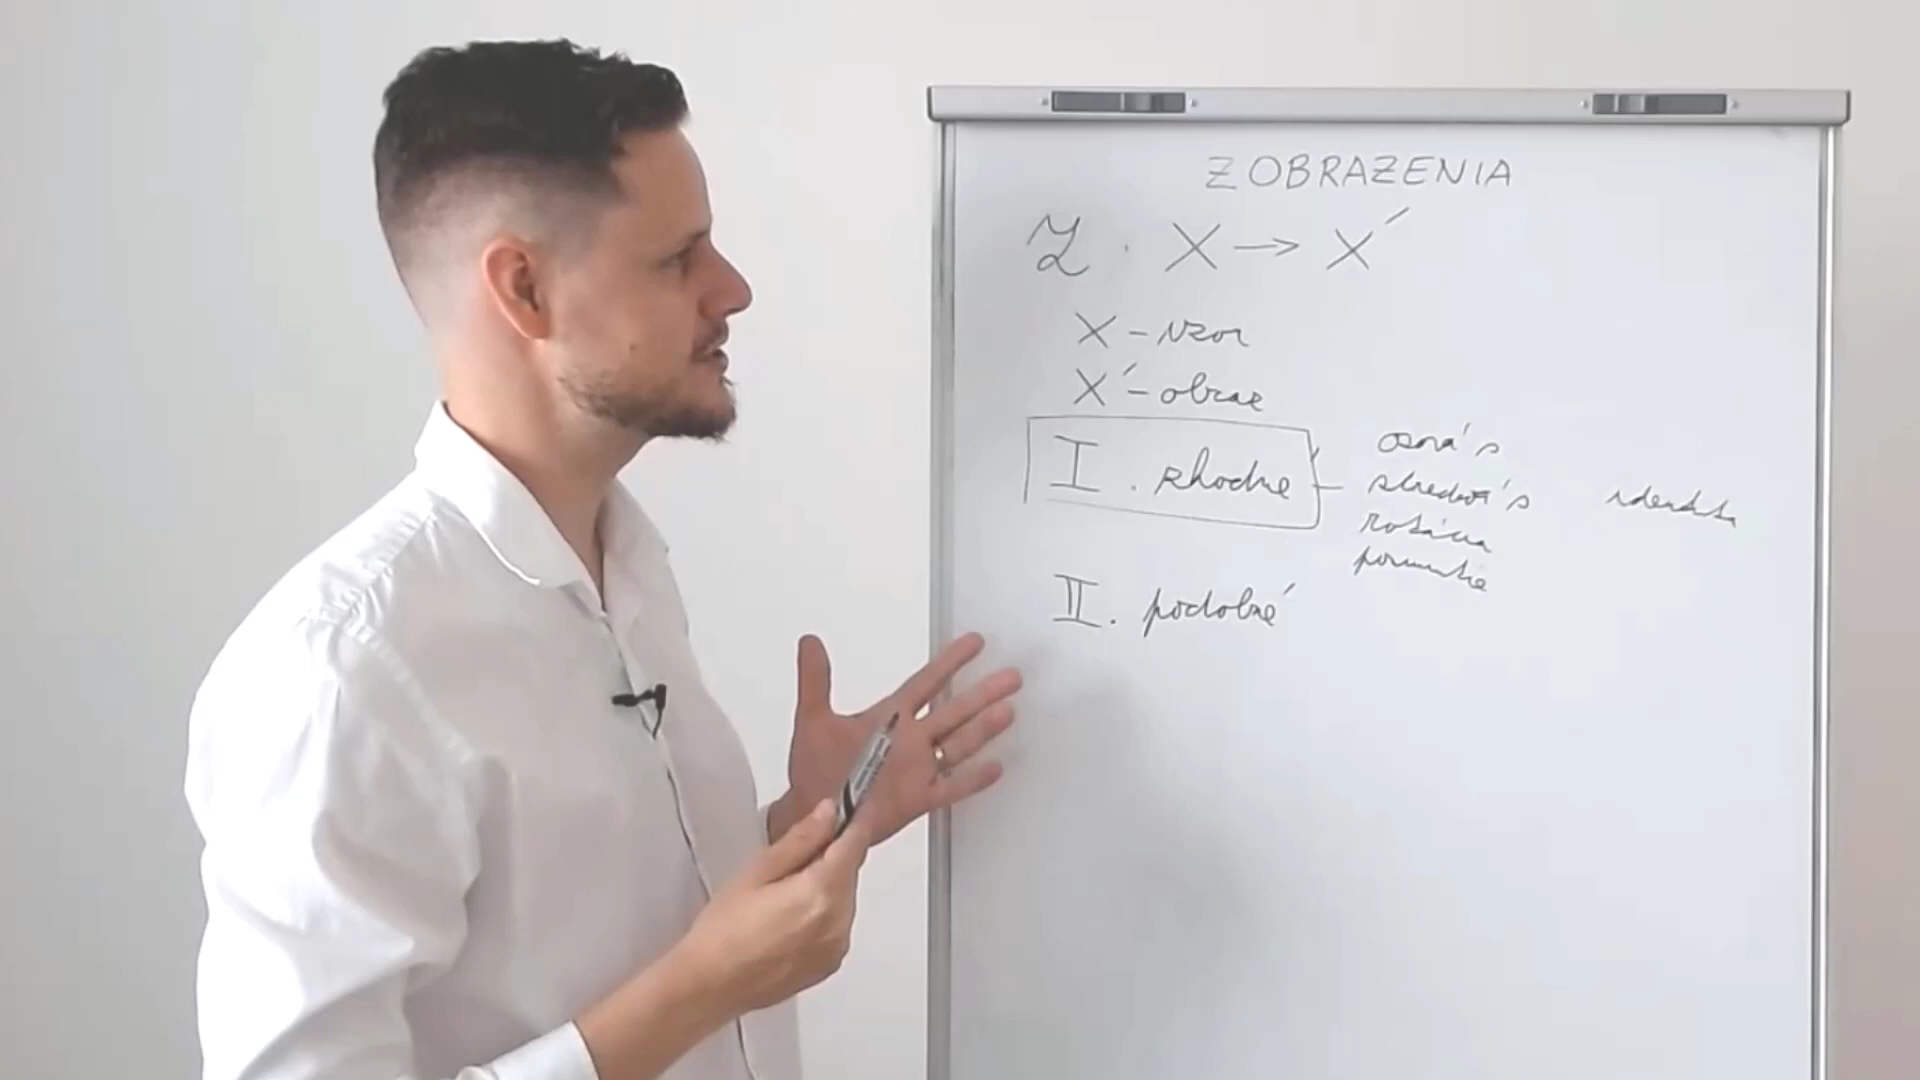 ZOBRAZENIA
Z : X → X'
X - vzor
X' - obraz
I. zhodné
osová s
stredová s
identita
rotácia
posunutie
II. podobné